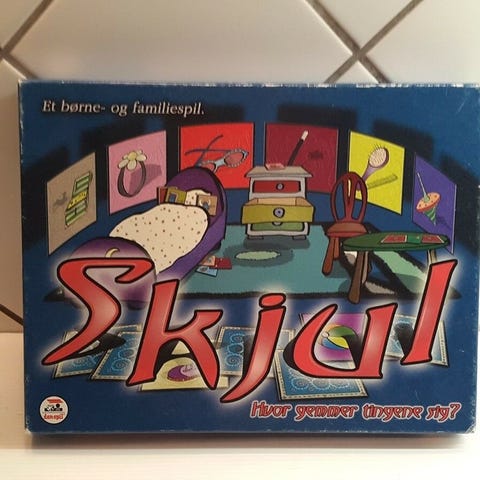 Et børne- og familiespil.
Skjul
Hvor gemmer tingene sig?